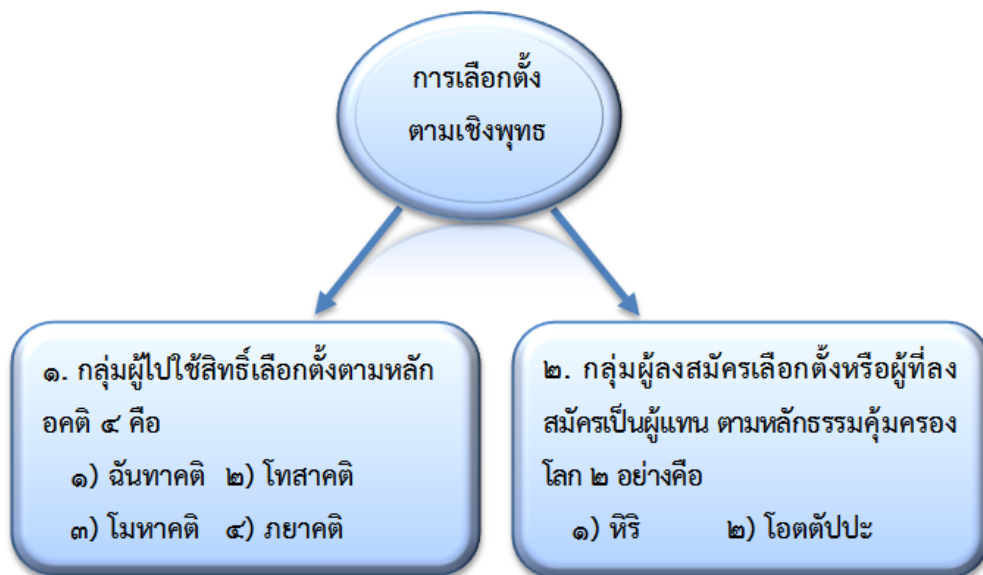 การเลือกตั้ง
ตามเชิงพุทธ
๑. กลุ่มผู้ไปใช้สิทธิ์เลือกตั้งตามหลัก
อคติ ๔ คือ
๑) ฉันทาคติ ๒) โทสาคติ
๓) โมหาคติ ๔) ภยาคติ
๒. กลุ่มผู้ลงสมัครเลือกตั้งหรือผู้ที่ลง
สมัครเป็นผู้แทน ตามหลักธรรมคุ้มครอง
โลก ๒ อย่างคือ
๑) หิริ ๒) โอตตัปปะ